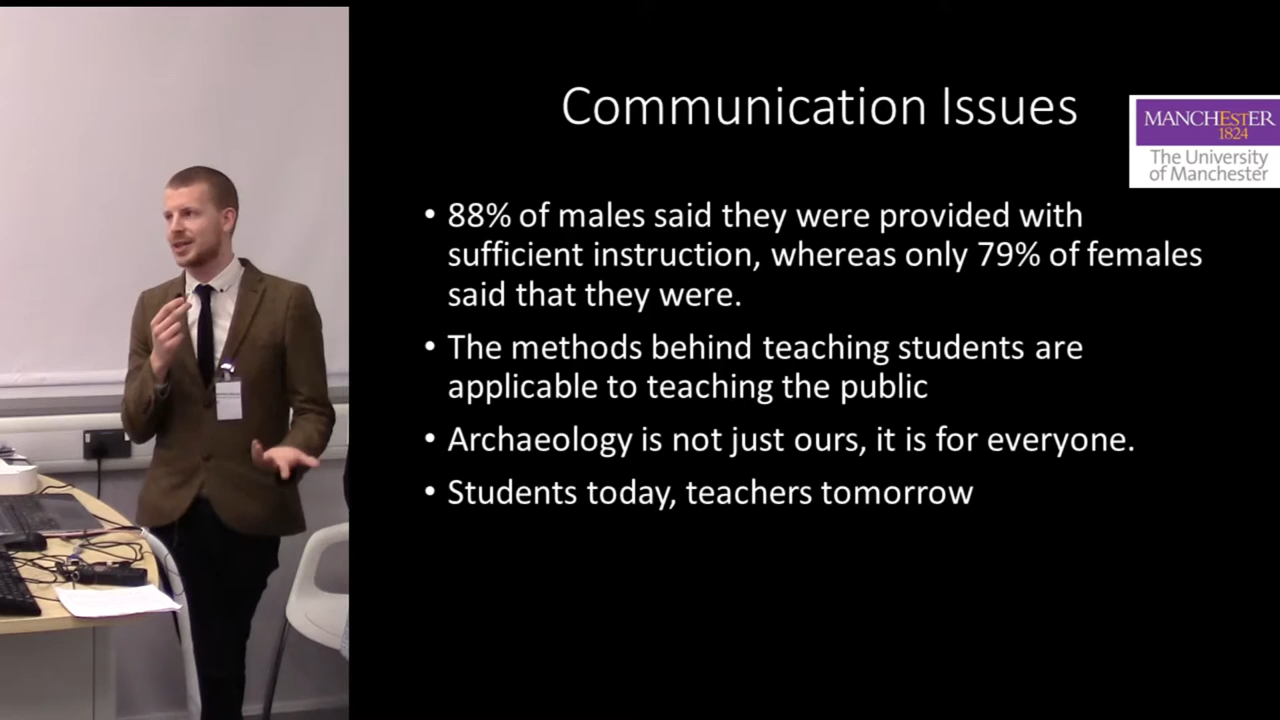 Communication Issues
MANCHESTER
1824
The University
of Manchester
• 88% of males said they were provided with
sufficient instruction, whereas only 79% of females
said that they were.
• The methods behind teaching students are
applicable to teaching the public
• Archaeology is not just ours, it is for everyone.
• Students today, teachers tomorrow